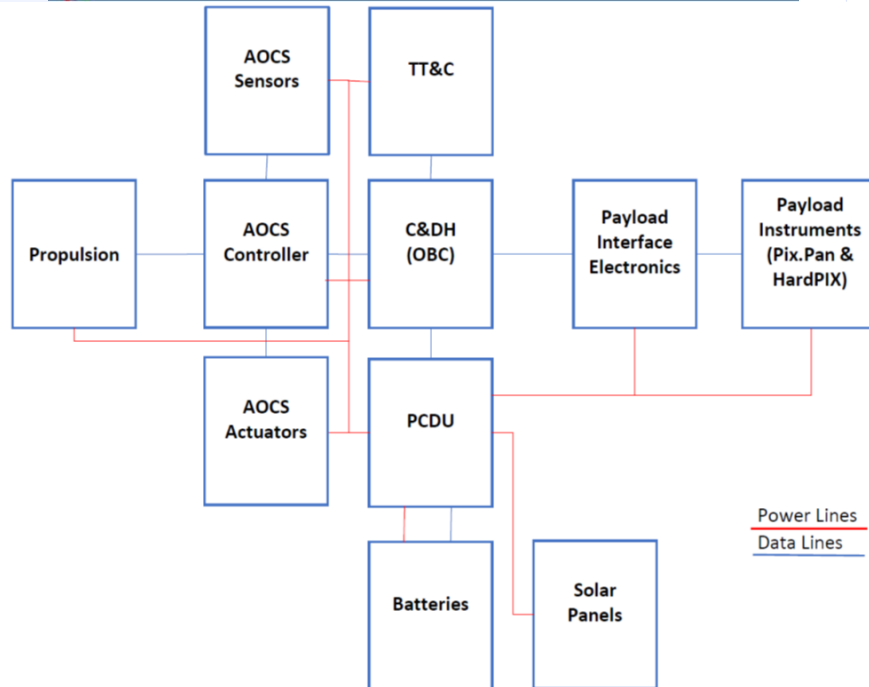 AOCS
Sensors
TT&C
Propulsion
AOCS
Controller
C&DH
(OBC)
Payload
Interface
Electronics
Payload
Instruments
(Pix.Pan &
HardPIX)
AOCS
Actuators
PCDU
Power Lines
Data Lines
Batteries
Solar
Panels